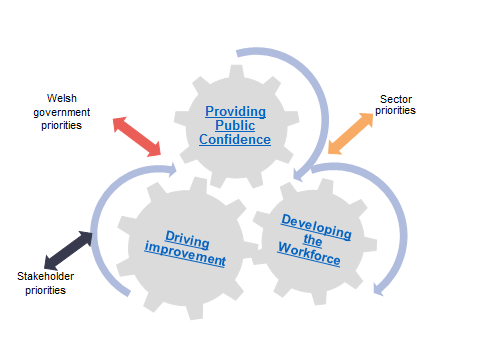 Welsh
government
priorities
Providing
Public
Confidence
Sector
priorities
Driving
improvement
Developing
the
Workforce
Stakeholder
priorities